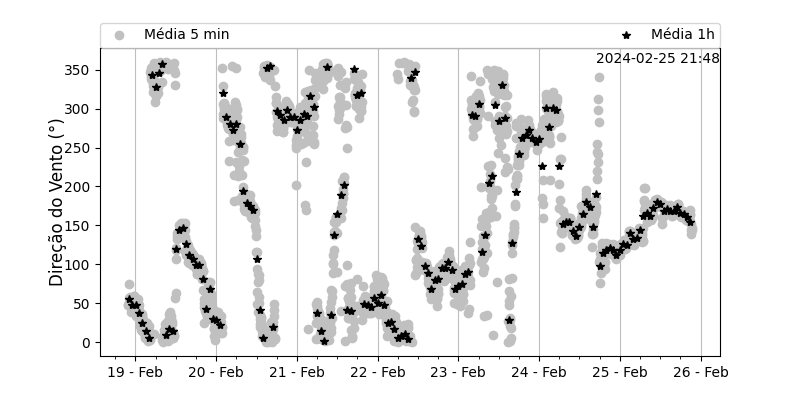 Média 5 min
Média 1h
2024-02-25 21:48
Direção do Vento (°)
350
300
250
200
150
100
50
0
19 - Feb
20 - Feb
21 - Feb
22 - Feb
23 - Feb
24 - Feb
25 - Feb
26 - Feb